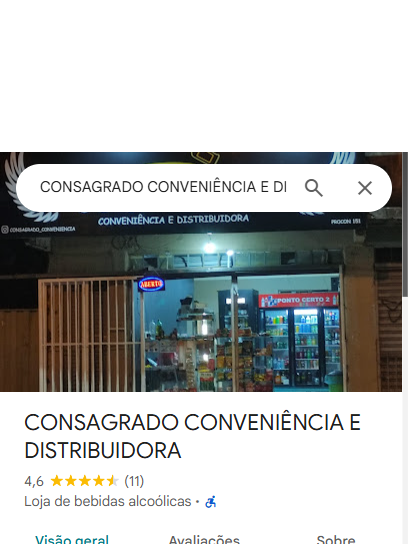 CONSAGRADO CONVENIÊNCIA E DI
CONVENIÊNCIA E DISTRIBUIDORA
PROCON 151
CONSAGRADO_CONVENIENCIA
ABERTO
PONTO CERTO 2
CONSAGRADO CONVENIÊNCIA E
DISTRIBUIDORA
4,6 (11)
Loja de bebidas alcoólicas •
Visão geral Avaliações Sobre